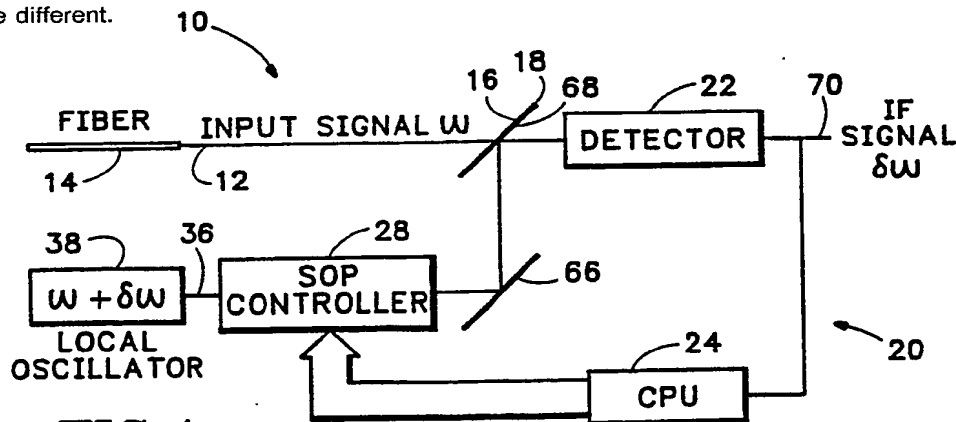 e different.
10
16
18
68
22
70
FIBER
INPUT SIGNAL ω
DETECTOR
IF
SIGNAL
δω
14
12
38
36
28
66
ω + δω
SOP
CONTROLLER
LOCAL
OSCILLATOR
24
20
CPU